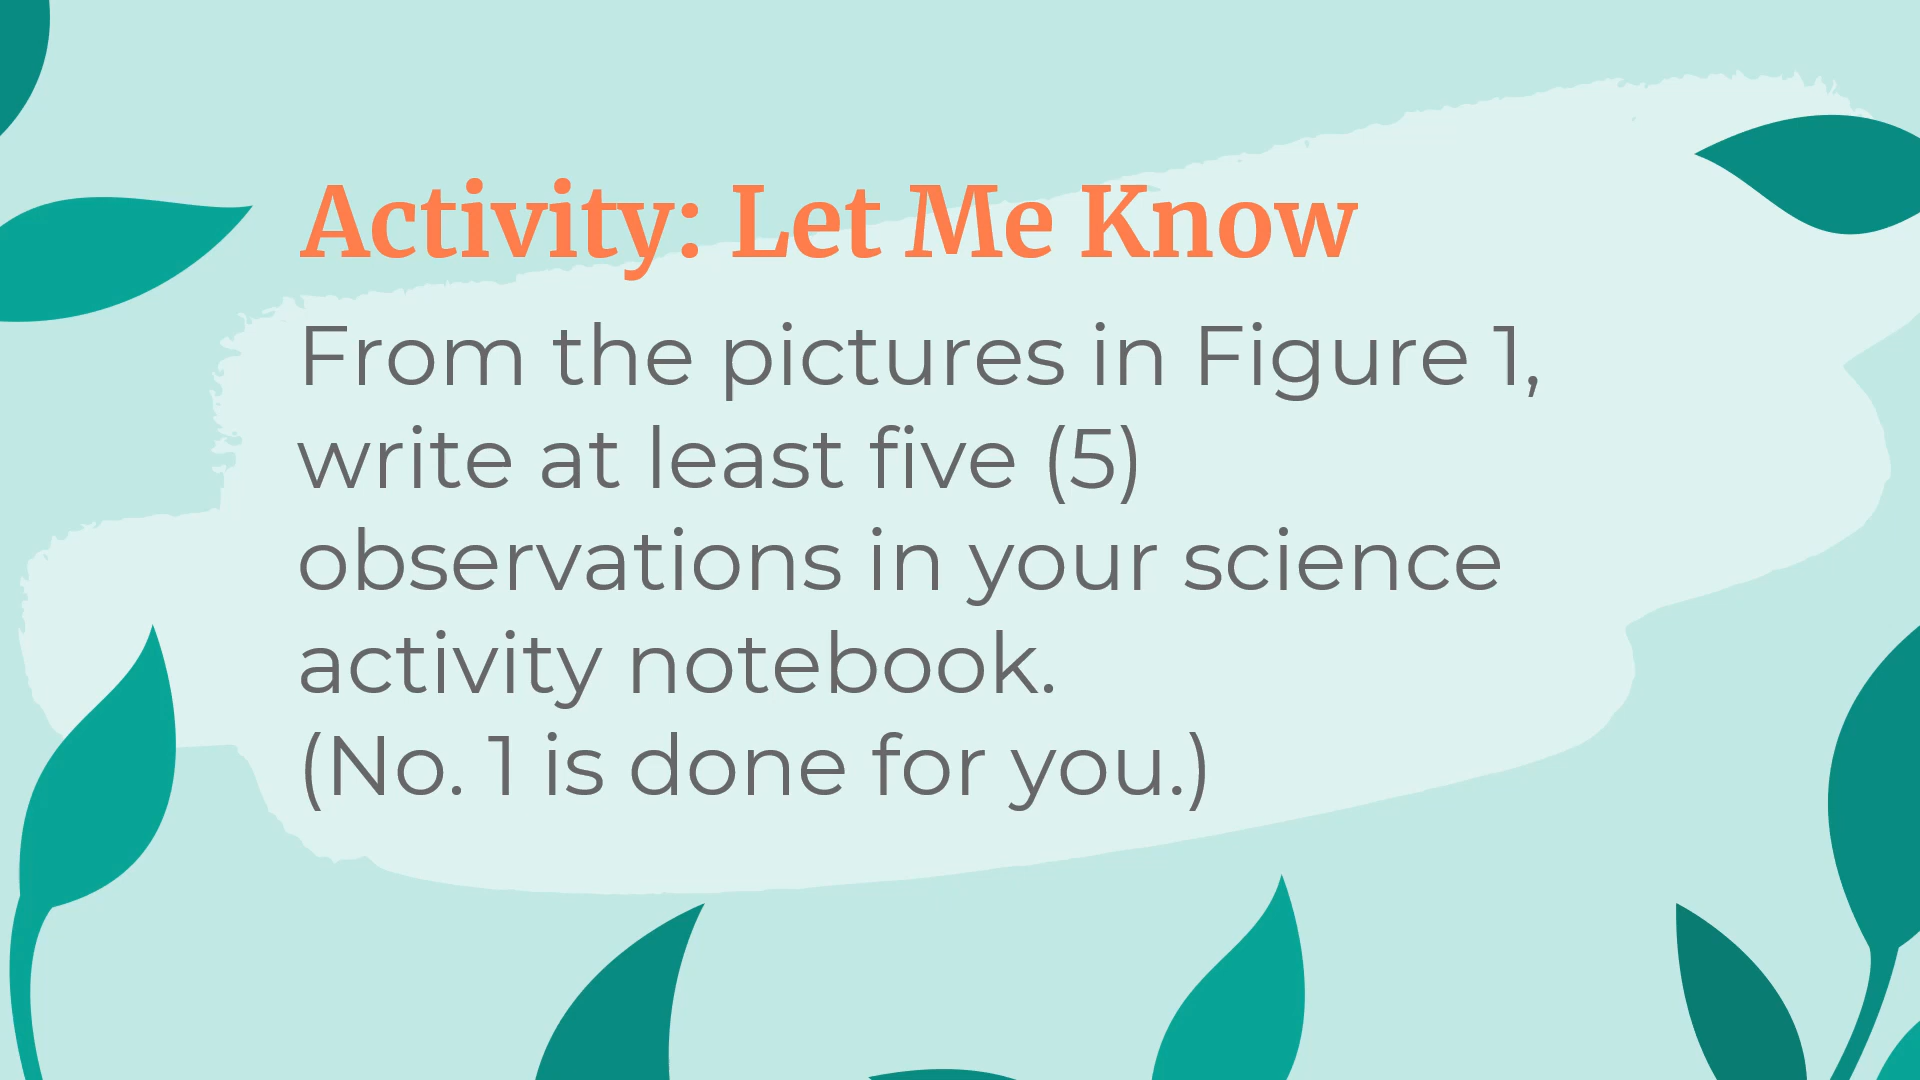 Activity: Let Me Know
From the pictures in Figure 1,
write at least five (5)
observations in your science
activity notebook.
(No. 1 is done for you.)